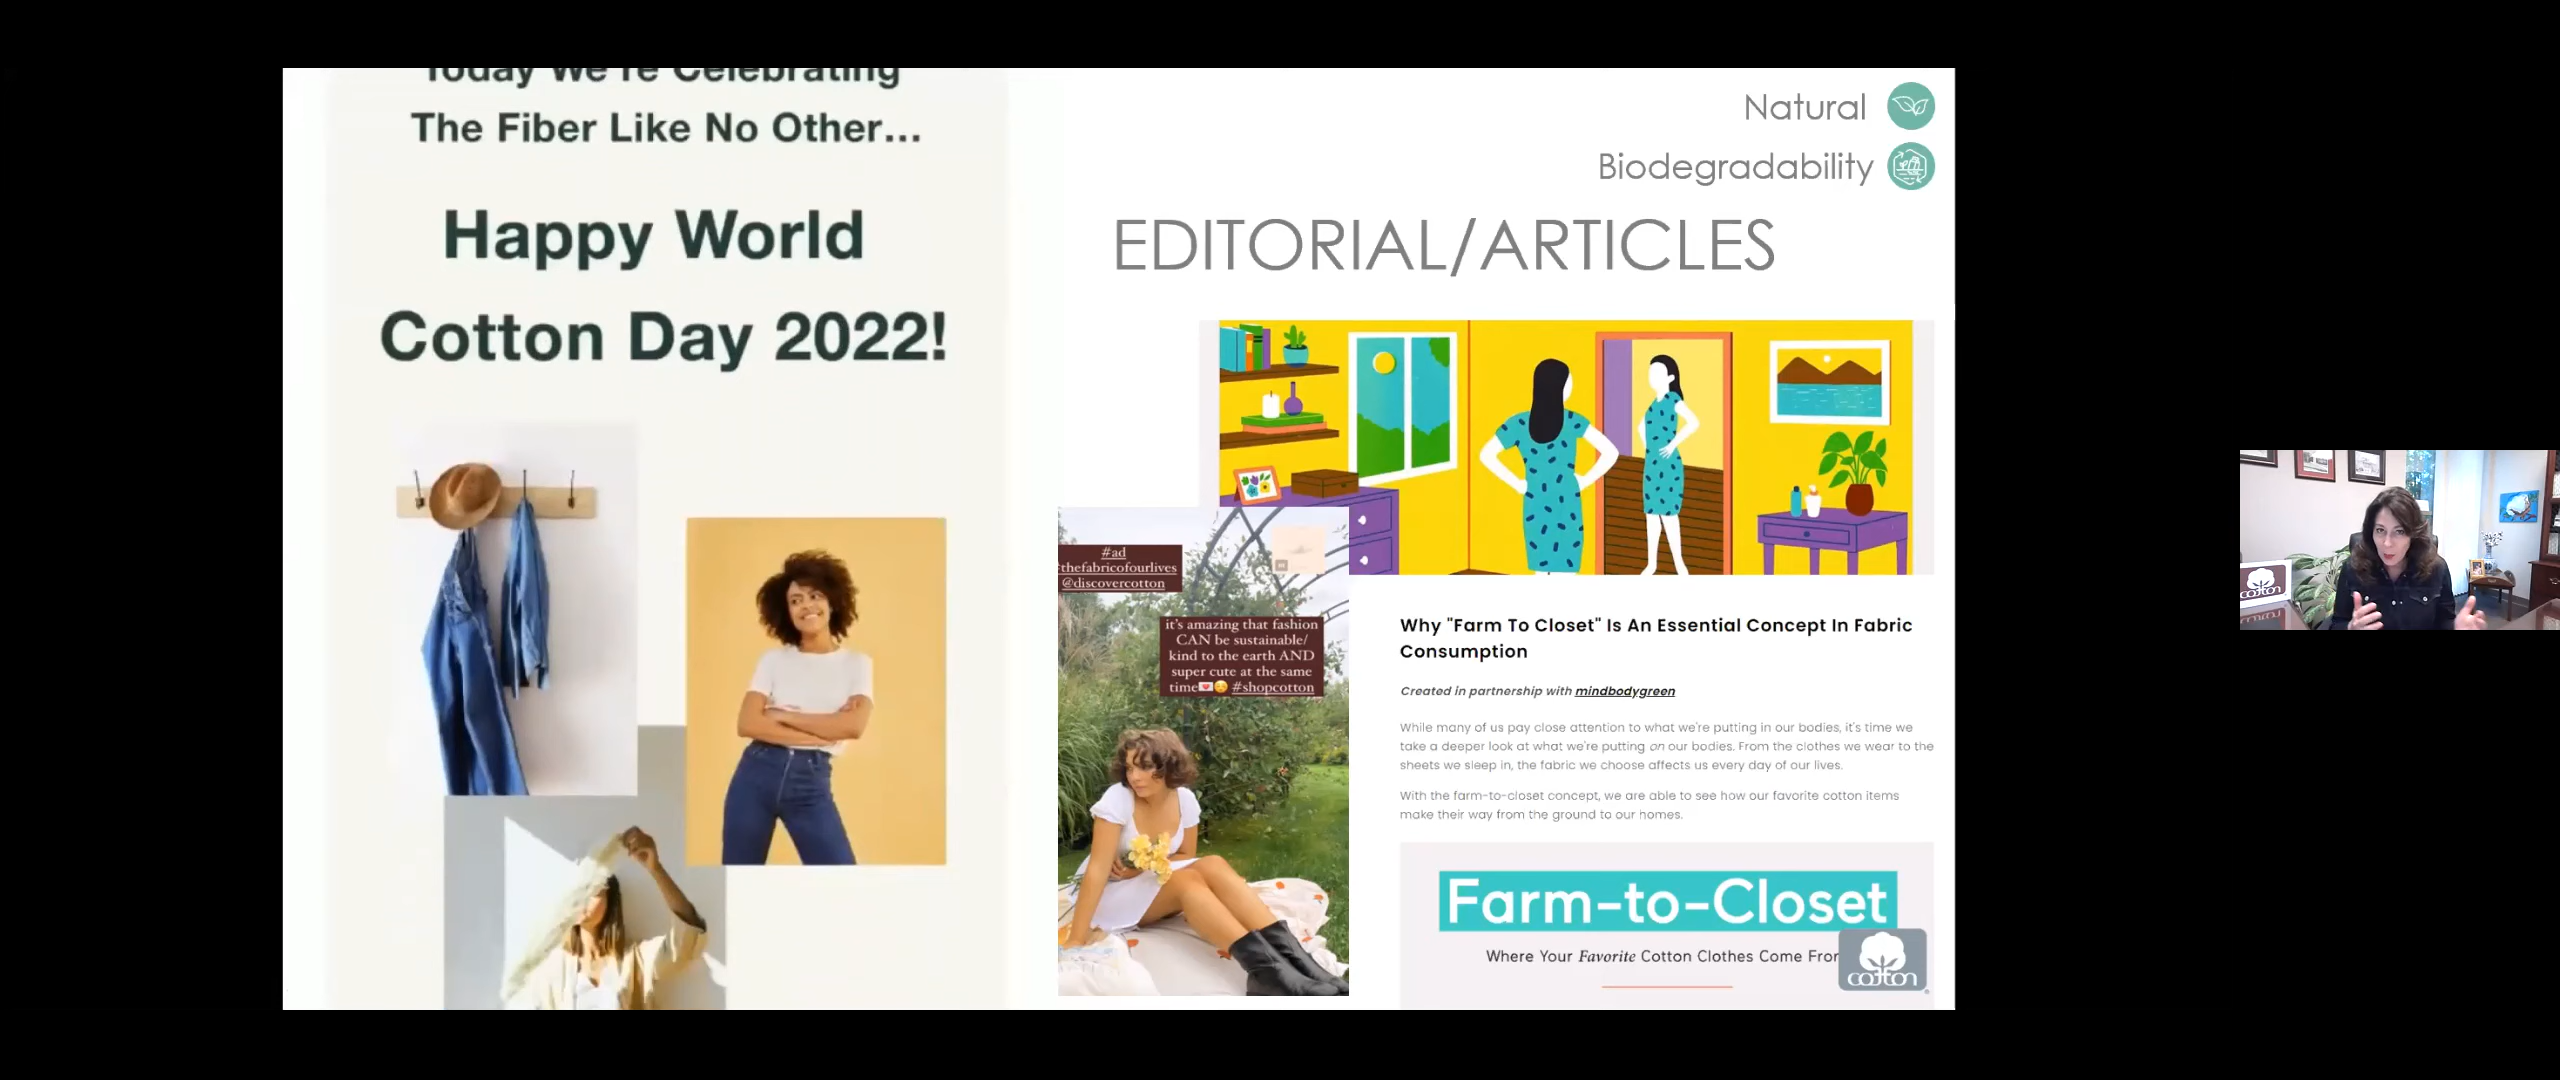 Today We're Celebrating
The Fiber Like No Other...
Happy World
Cotton Day 2022!
Natural
Biodegradability
EDITORIAL/ARTICLES
#ad
#thefabricofourlives
@discovercotton
it's amazing that fashion
CAN be sustainable/
kind to the earth AND
super cute at the same
time💌☺️ #shopcotton
Why "Farm To Closet" Is An Essential Concept In Fabric
Consumption
Created in partnership with mindbodygreen
While many of us pay close attention to what we're putting in our bodies, it's time we
take a deeper look at what we're putting on our bodies. From the clothes we wear to the
sheets we sleep in, the fabric we choose affects us every day of our lives.
With the farm-to-closet concept, we are able to see how our favorite cotton items
make their way from the ground to our homes.
Farm-to-Closet
Where Your Favorite Cotton Clothes Come From
cotton
cotton